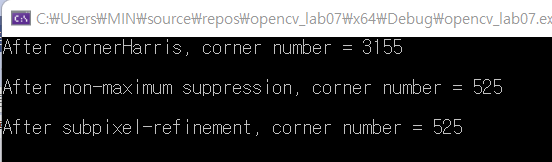 C:₩Users₩MIN₩source₩repos₩opencv_lab07₩x64₩Debug₩opencv_lab07.ex
After cornerHarris, corner number = 3155
After non-maximum suppression, corner number = 525
After subpixel-refinement, corner number = 525